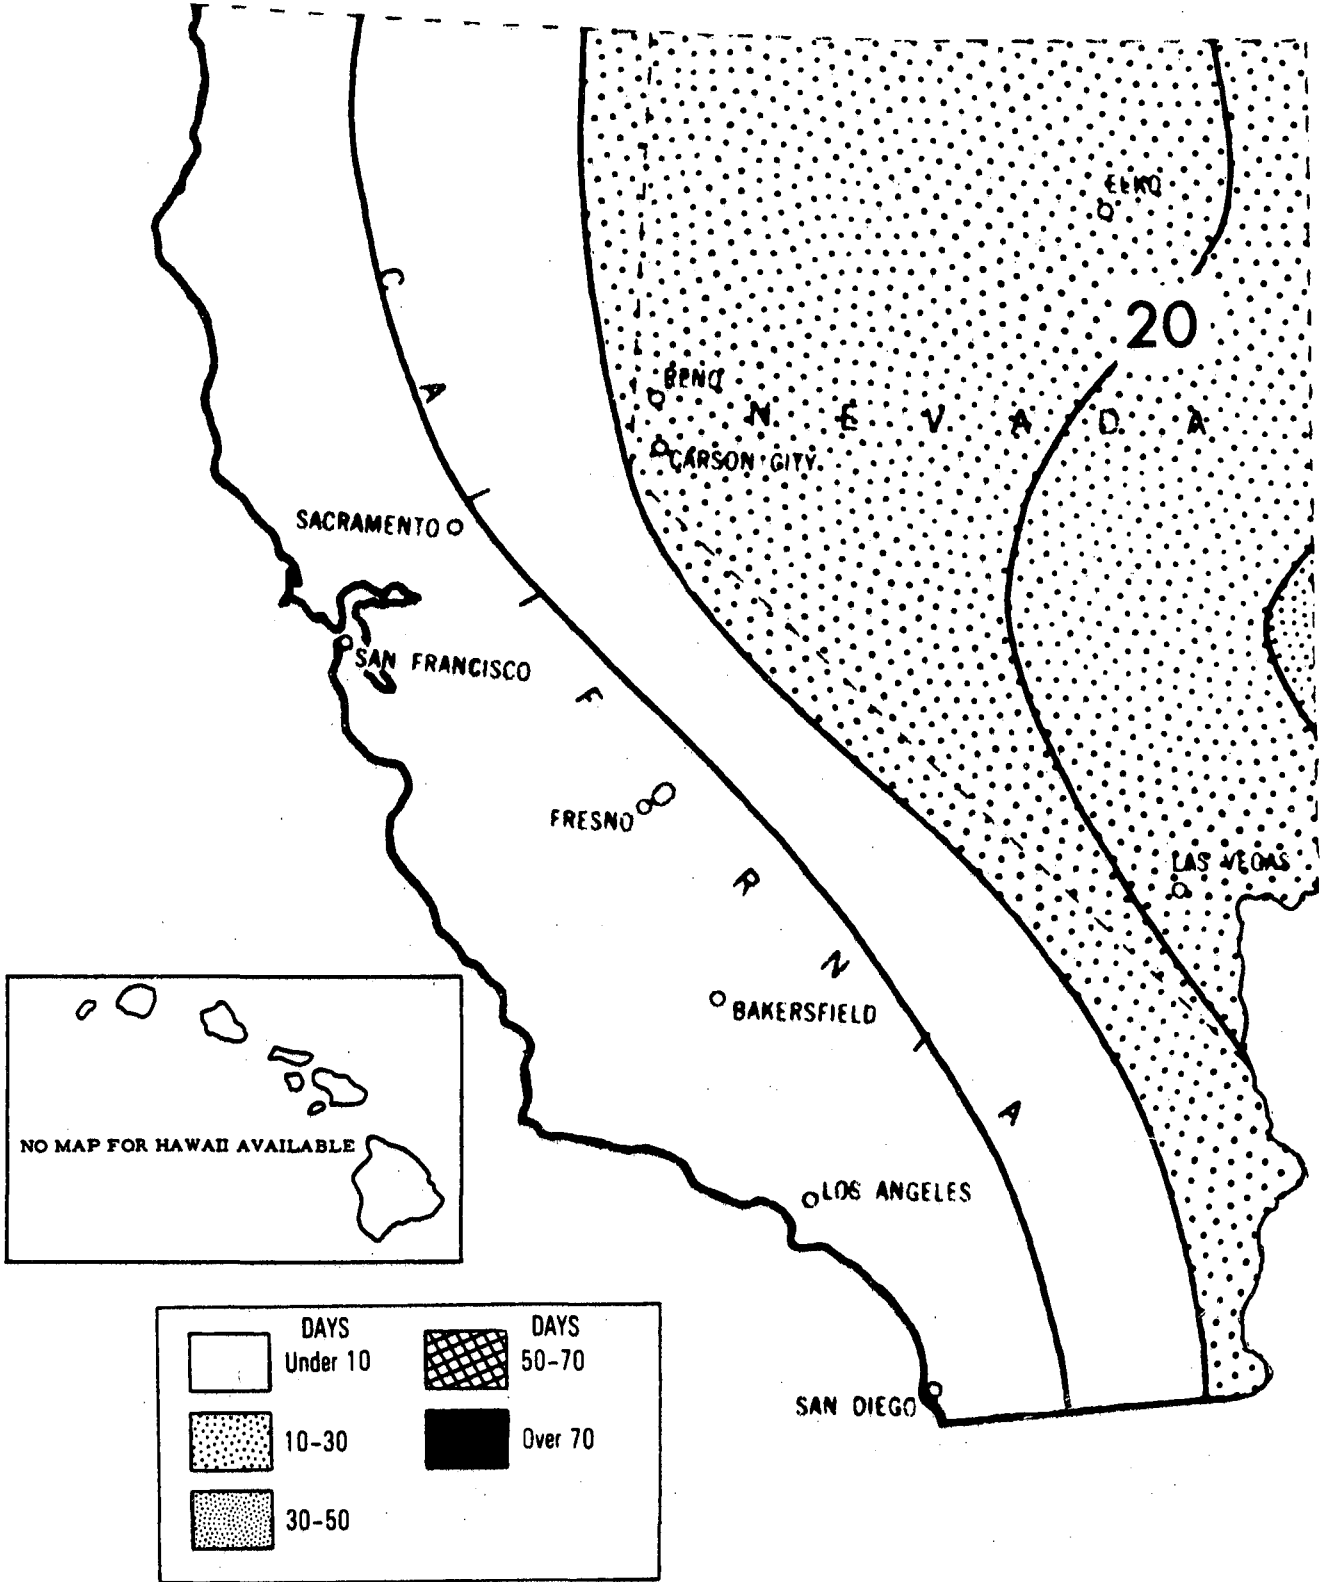 ELKO
20
RENO
N E V A D A
CARSON CITY
SACRAMENTO
SAN FRANCISCO
C A L I F R N I A
FRESNO
LAS VEGAS
BAKERSFIELD
NO MAP FOR HAWAII AVAILABLE
LOS ANGELES
SAN DIEGO
DAYS
Under 10
10-30
30-50
DAYS
50-70
Over 70